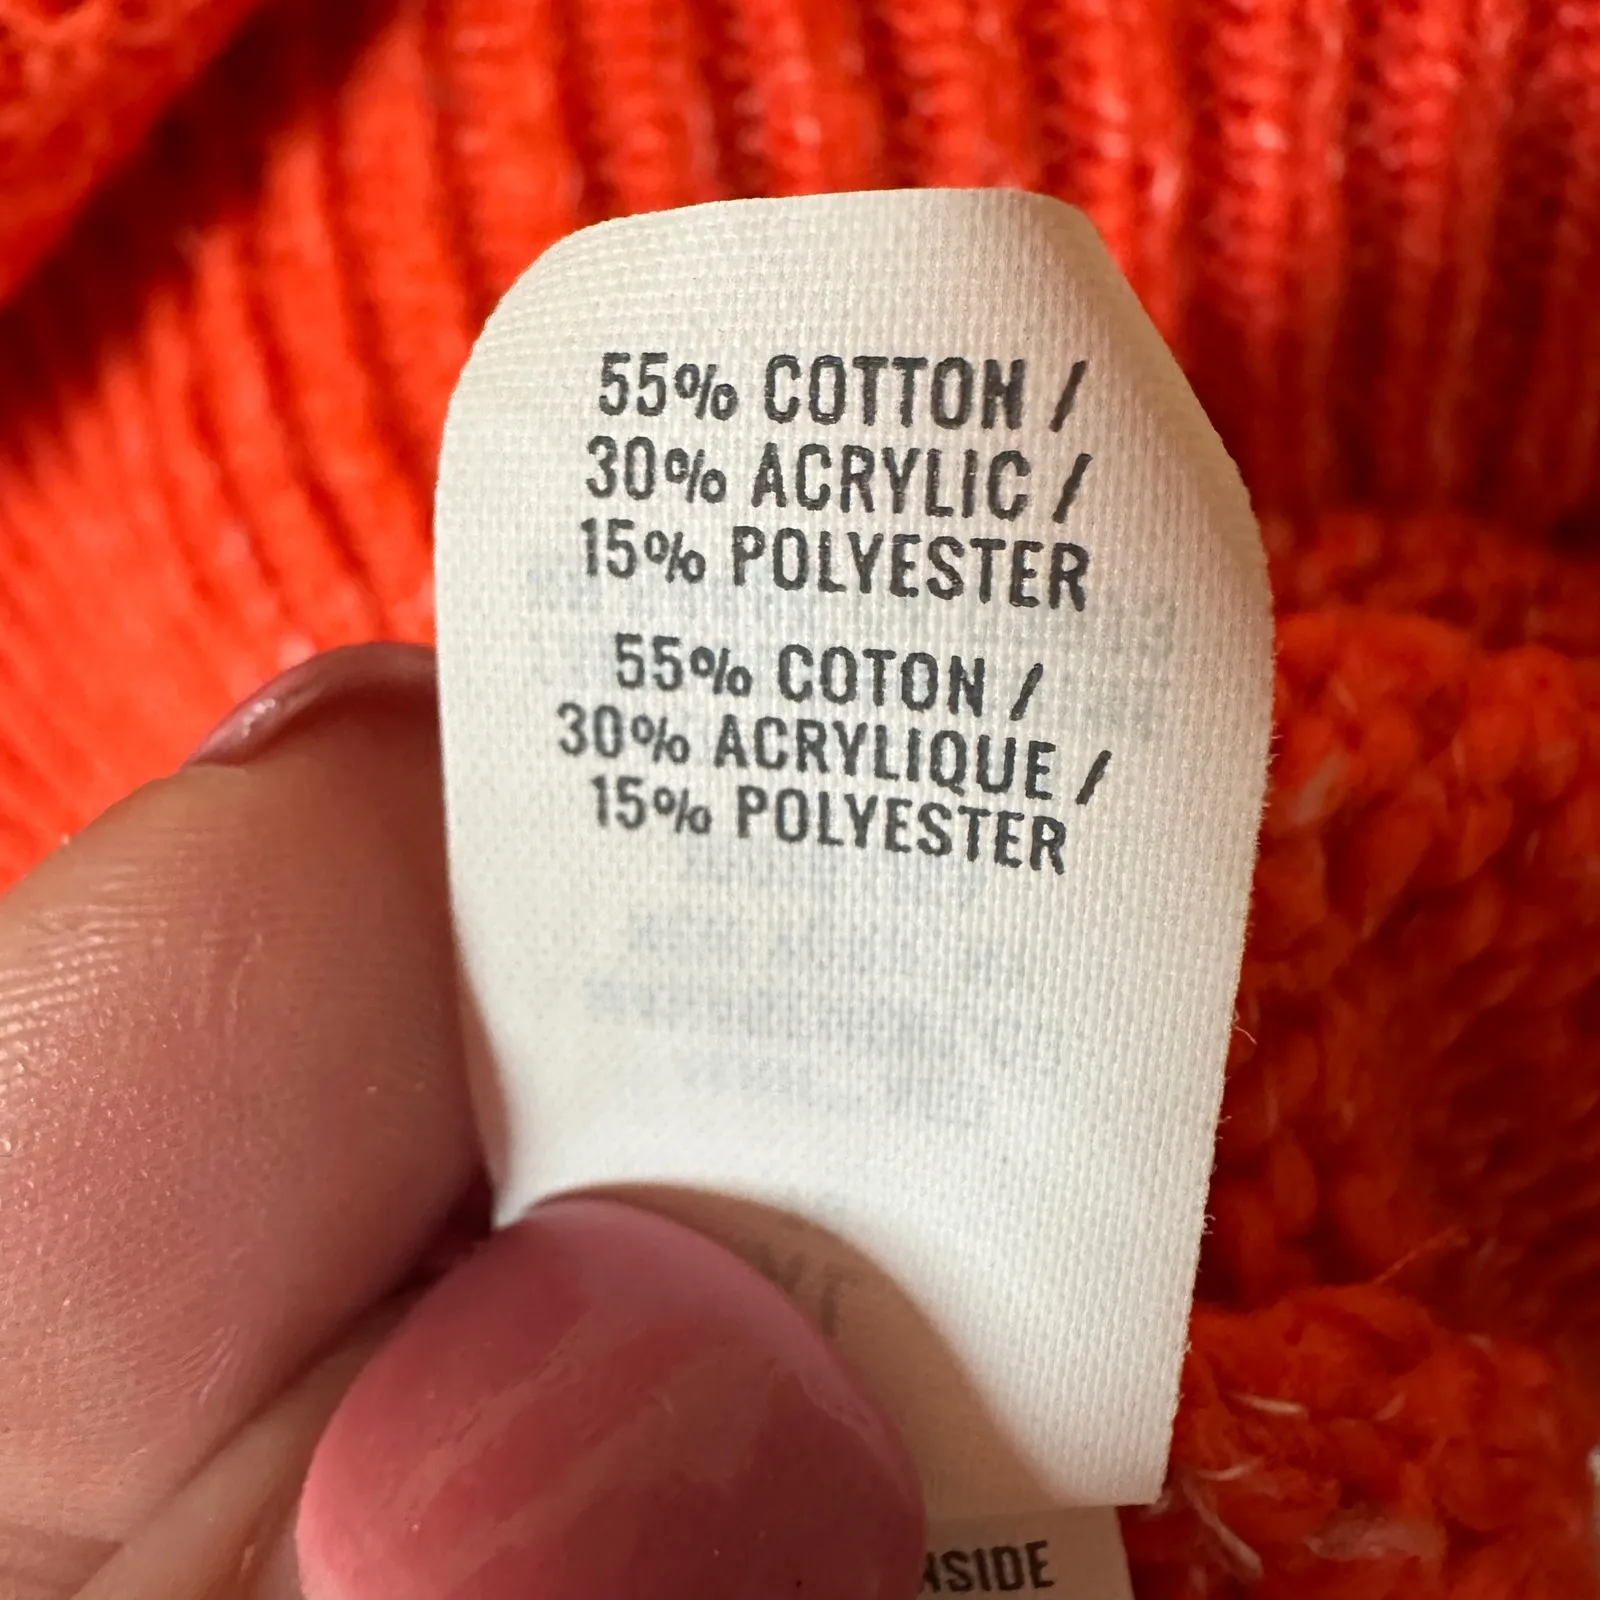 55% COTTON /
30% ACRYLIC /
15% POLYESTER
55% COTON /
30% ACRYLIQUE /
15% POLYESTER